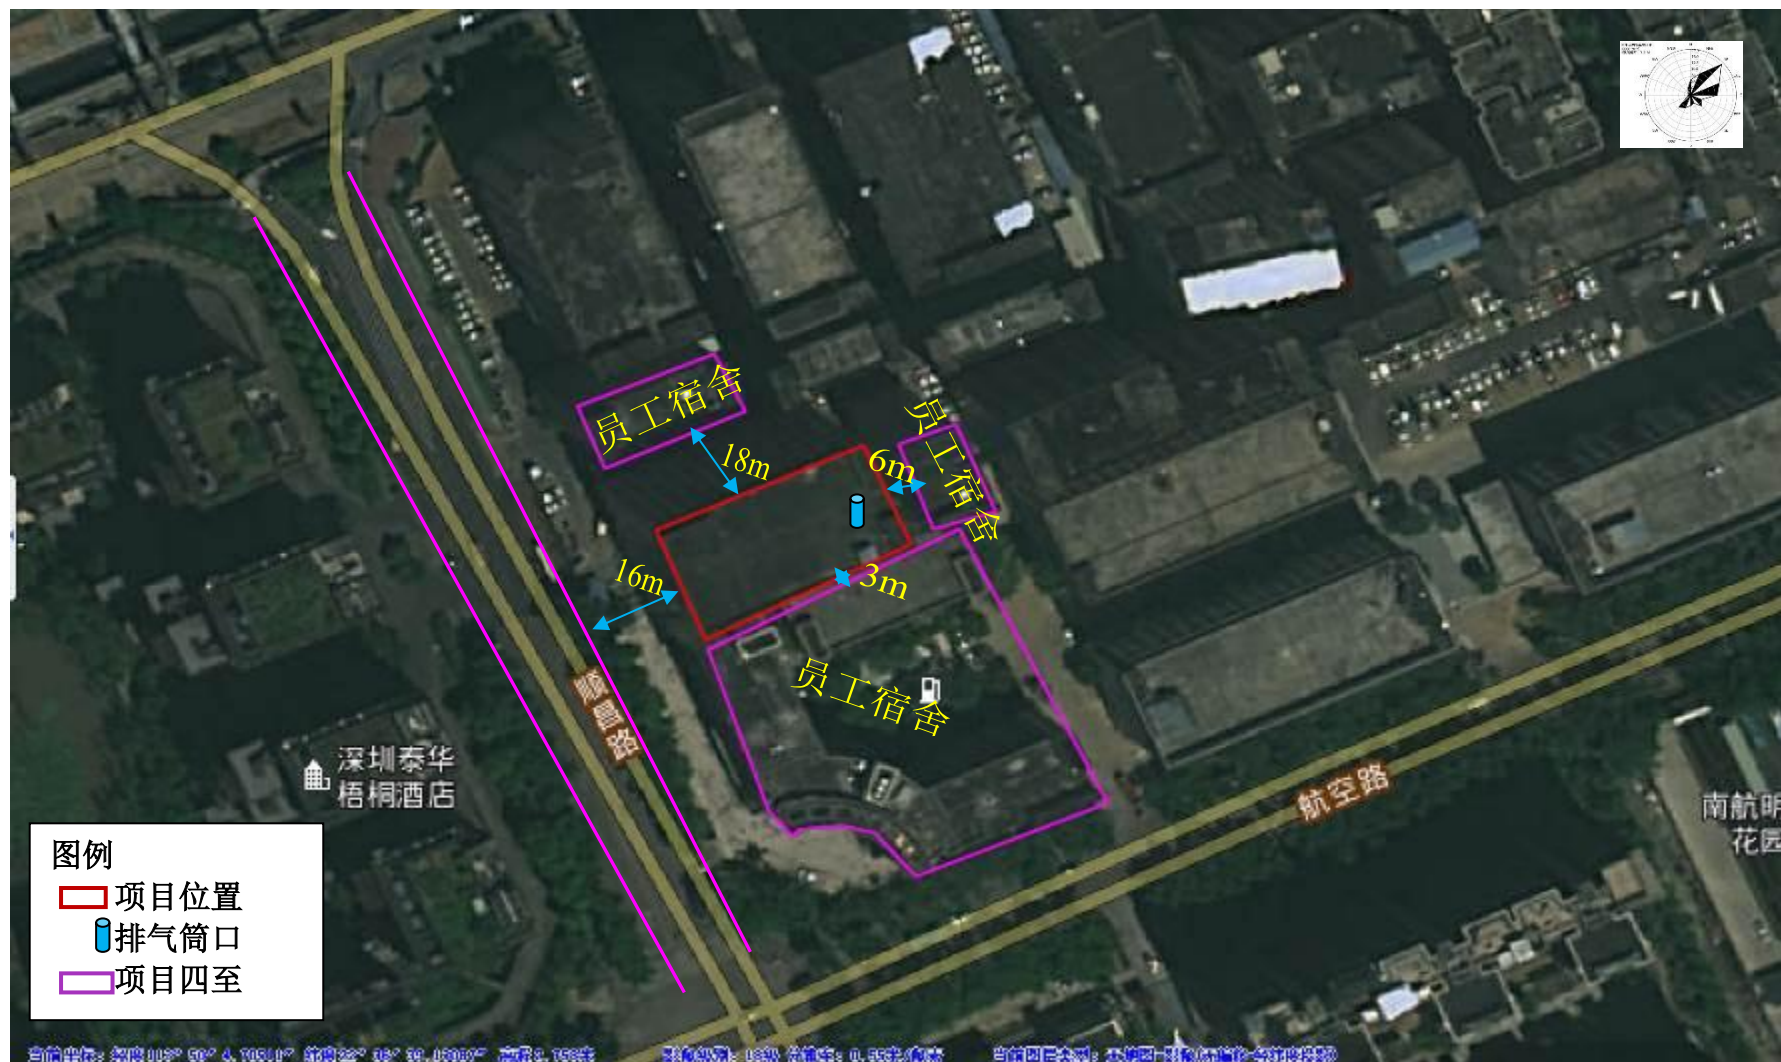 员工宿舍
18m
员工宿舍
6m
16m
3m
员工宿舍
顺昌路
深圳泰华
梧桐酒店
航空路
南航明
花园
图例
项目位置
排气筒口
项目四至